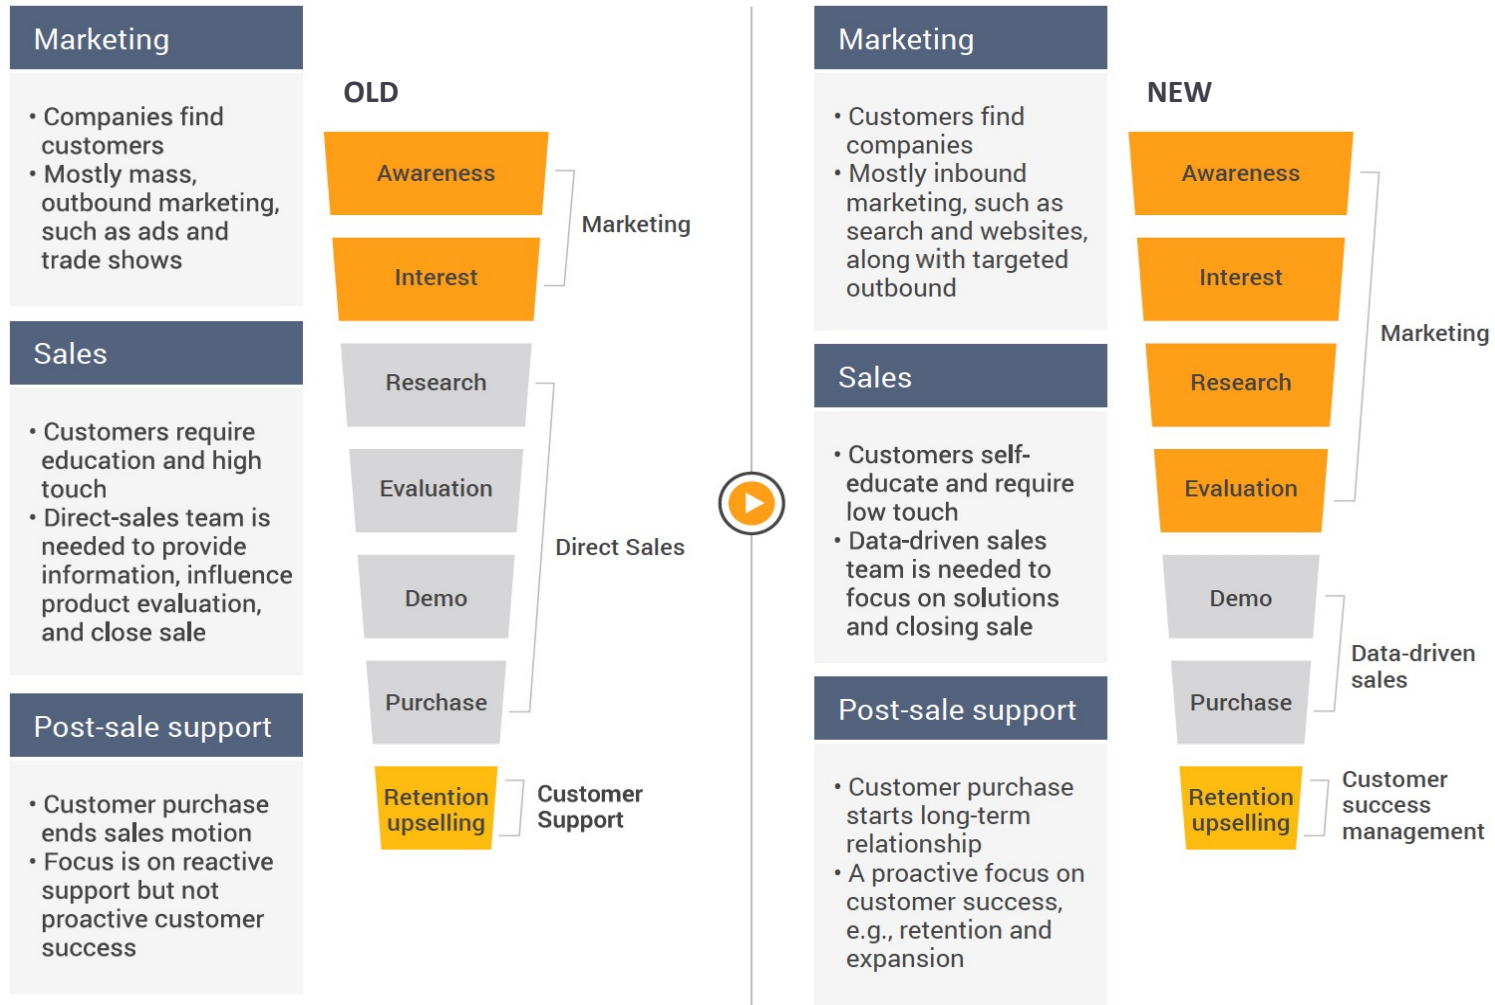 Marketing
• Companies find
customers
• Mostly mass,
outbound marketing,
such as ads and
trade shows
Sales
• Customers require
education and high
touch
• Direct-sales team is
needed to provide
information, influence
product evaluation,
and close sale
Post-sale support
• Customer purchase
ends sales motion
• Focus is on reactive
support but not
proactive customer
success
OLD
Awareness
Interest
Marketing
Research
Evaluation
Demo
Purchase
Direct Sales
Retention
upselling
Customer
Support
Marketing
• Customers find
companies
• Mostly inbound
marketing, such as
search and websites,
along with targeted
outbound
Sales
• Customers self-
educate and require
low touch
• Data-driven sales
team is needed to
focus on solutions
and closing sale
Post-sale support
• Customer purchase
starts long-term
relationship
• A proactive focus on
customer success,
e.g., retention and
expansion
NEW
Awareness
Interest
Research
Evaluation
Marketing
Demo
Purchase
Data-driven
sales
Retention
upselling
Customer
success
management